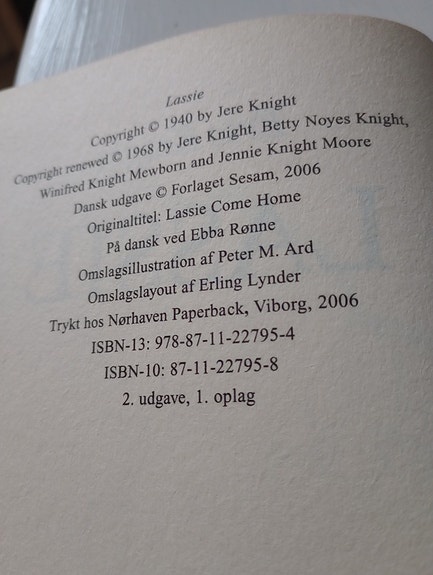 Lassie
Copyright © 1940 by Jere Knight
Copyright renewed © 1968 by Jere Knight, Betty Noyes Knight,
Winifred Knight Mewborn and Jennie Knight Moore
Dansk udgave © Forlaget Sesam, 2006
Originaltitel: Lassie Come Home
På dansk ved Ebba Rønne
Omslagsillustration af Peter M. Ard
Omslagslayout af Erling Lynder
Trykt hos Nørhaven Paperback, Viborg, 2006
ISBN-13: 978-87-11-22795-4
ISBN-10: 87-11-22795-8
2. udgave, 1. oplag